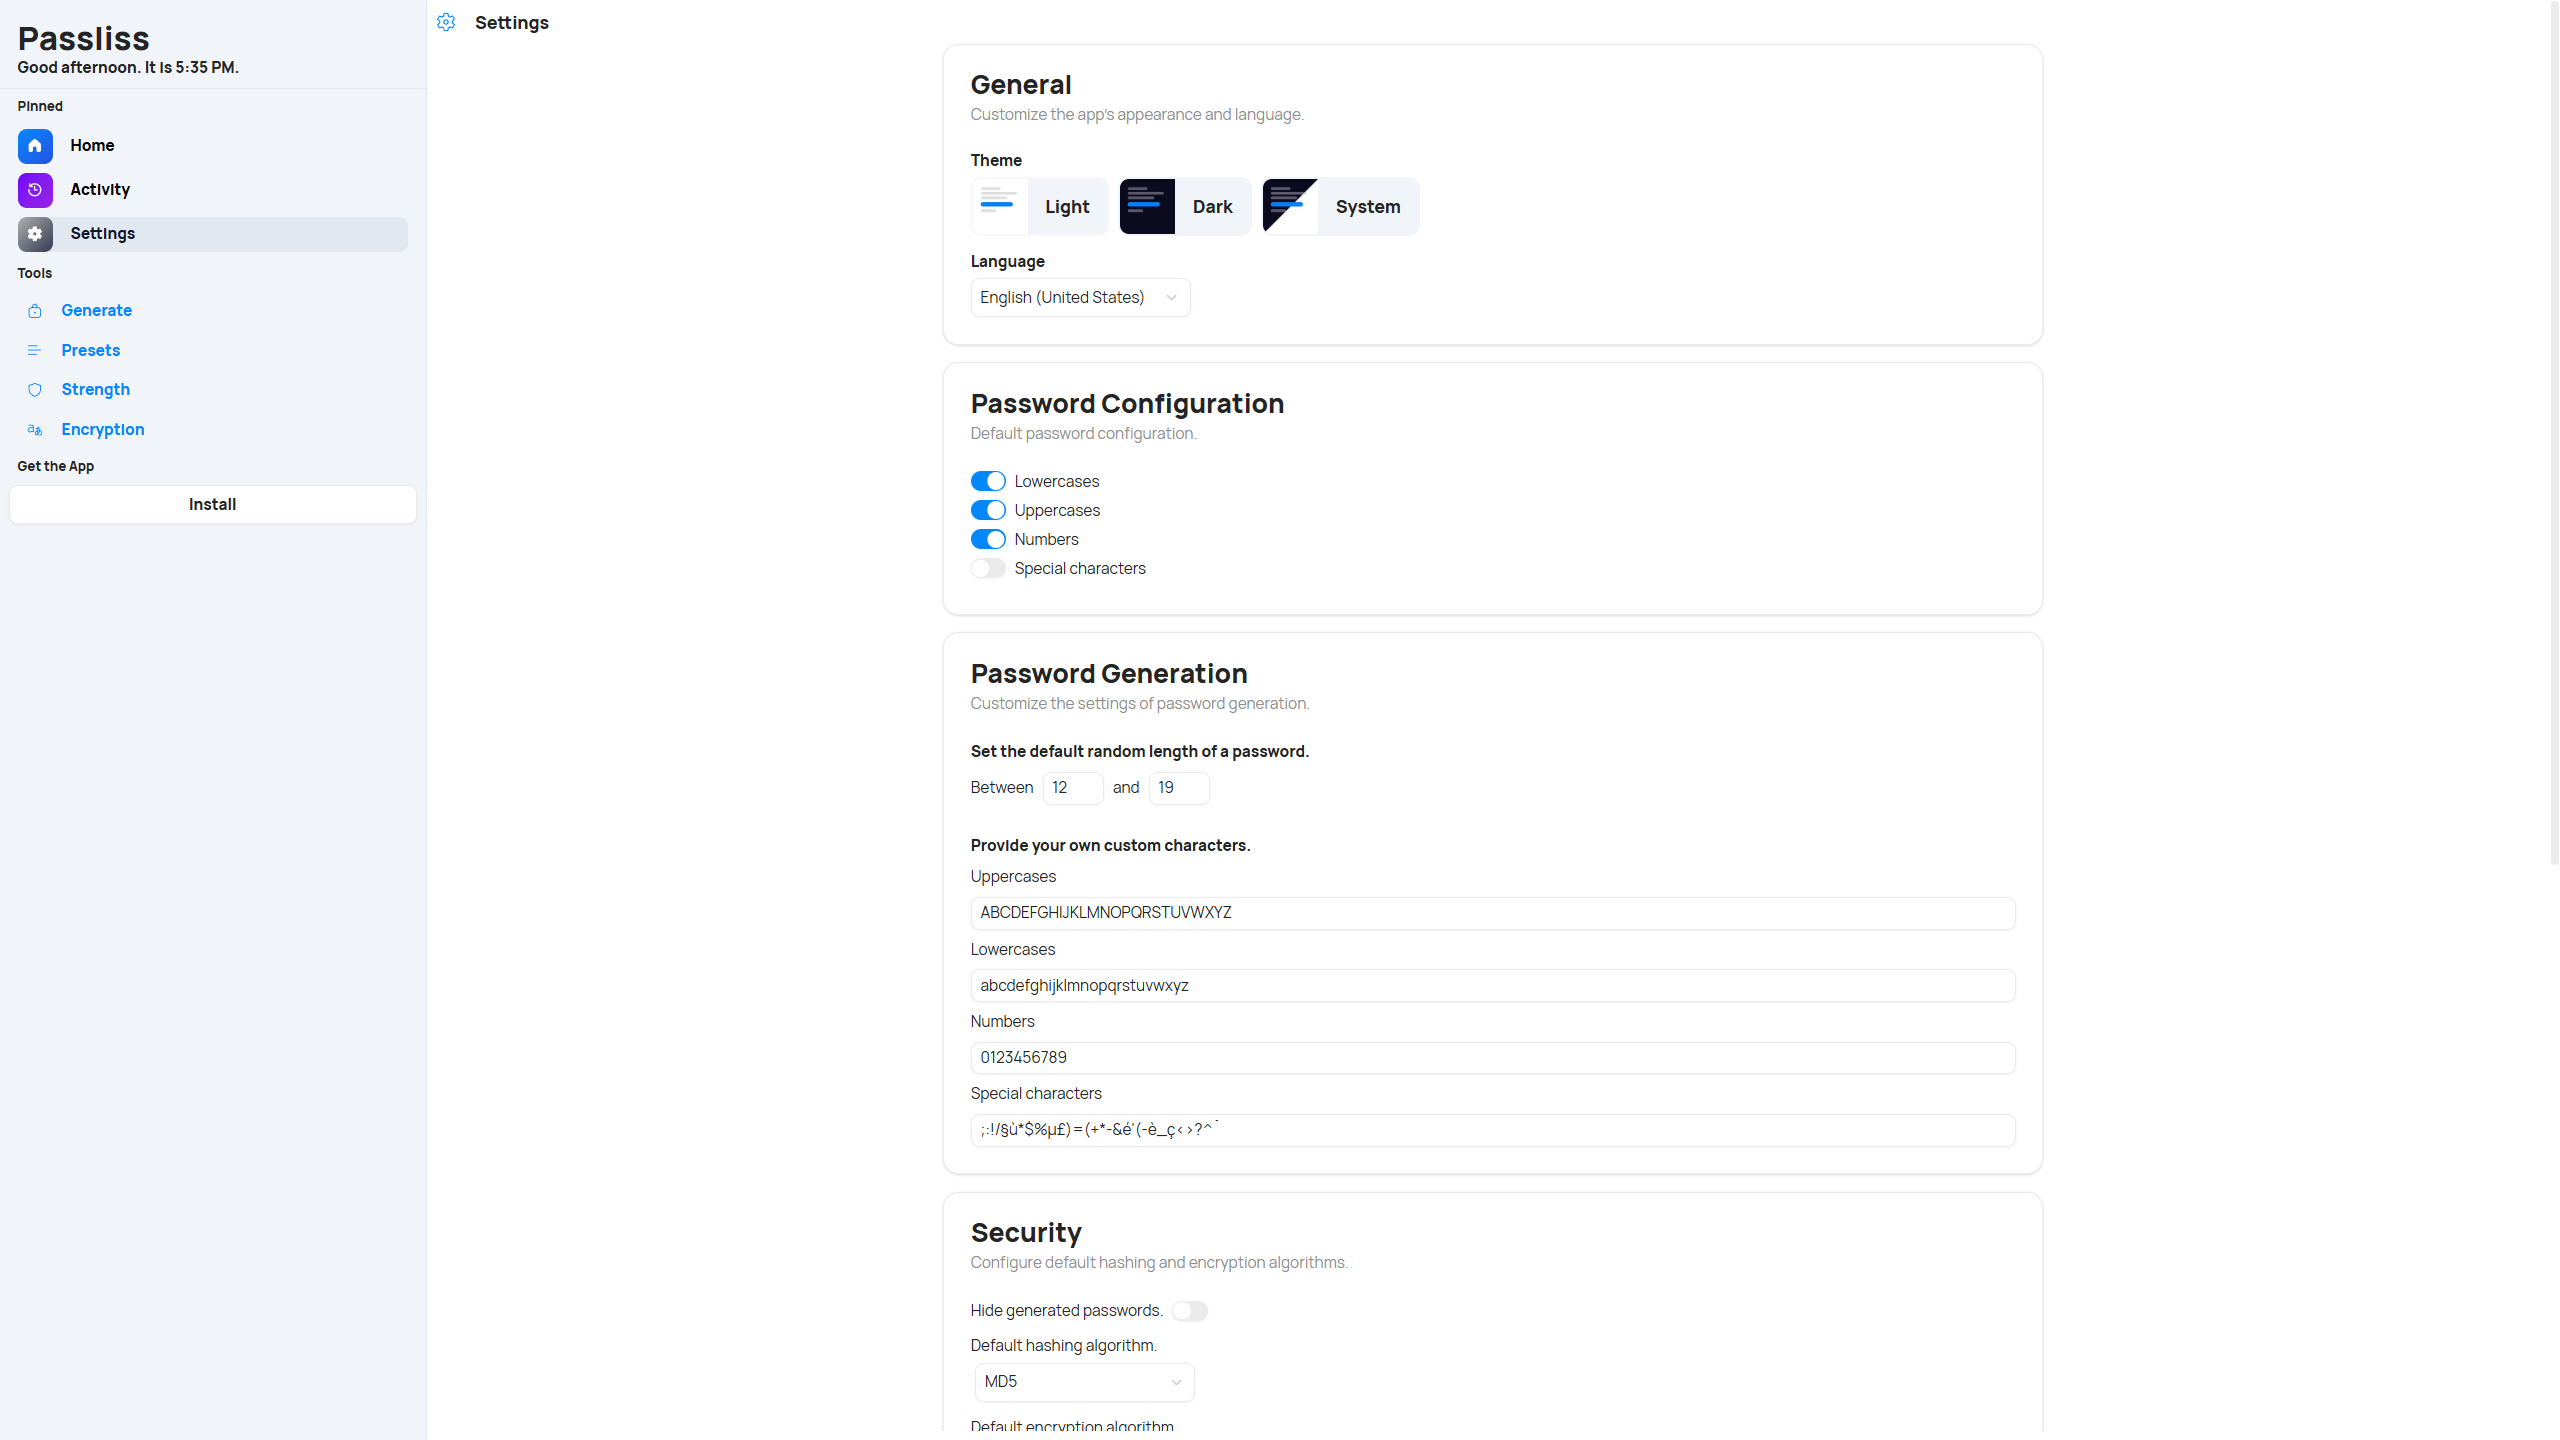 Passliss
Good afternoon. It is 5:35 PM.
Pinned
Home
Activity
Settings
Tools
Generate
Presets
Strength
Encryption
Get the App
Install
Settings
General
Customize the app's appearance and language.
Theme
Light
Dark
System
Language
English (United States)
Password Configuration
Default password configuration.
Lowercases
Uppercases
Numbers
Special characters
Password Generation
Customize the settings of password generation.
Set the default random length of a password.
Between 12 and 19
Provide your own custom characters.
Uppercases
ABCDEFGHIJKLMNOPQRSTUVWXYZ
Lowercases
abcdefghijklmnopqrstuvwxyz
Numbers
0123456789
Special characters
;:!/§ù*$%µ£)=(+*-&é'(-è_ç<>?^`
Security
Configure default hashing and encryption algorithms.
Hide generated passwords.
Default hashing algorithm.
MD5
Default encryption algorithm